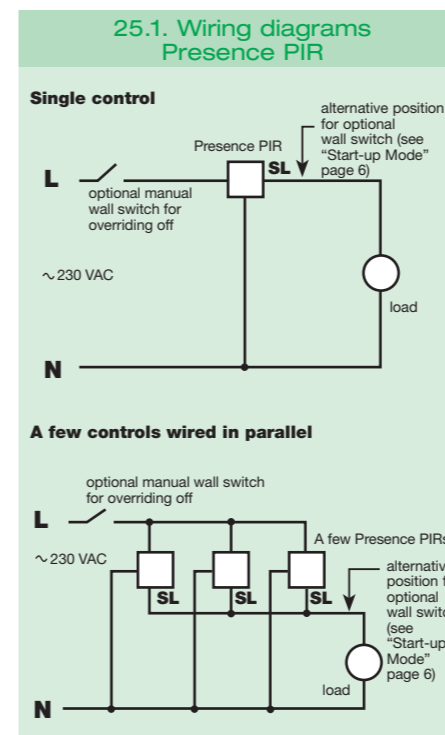 25.1. Wiring diagrams
Presence PIR
Single control
alternative position
for optional
wall switch (see
"Start-up Mode"
page 6)
Presence PIR
SL
L
optional manual
wall switch for
overriding off
~230 VAC
load
N
A few controls wired in parallel
optional manual wall switch
for overriding off
L
A few Presence PIRs
~230 VAC
SL
SL
SL
position
optional
wall
(see
"Start-up
Mode"
page 6)
load
N